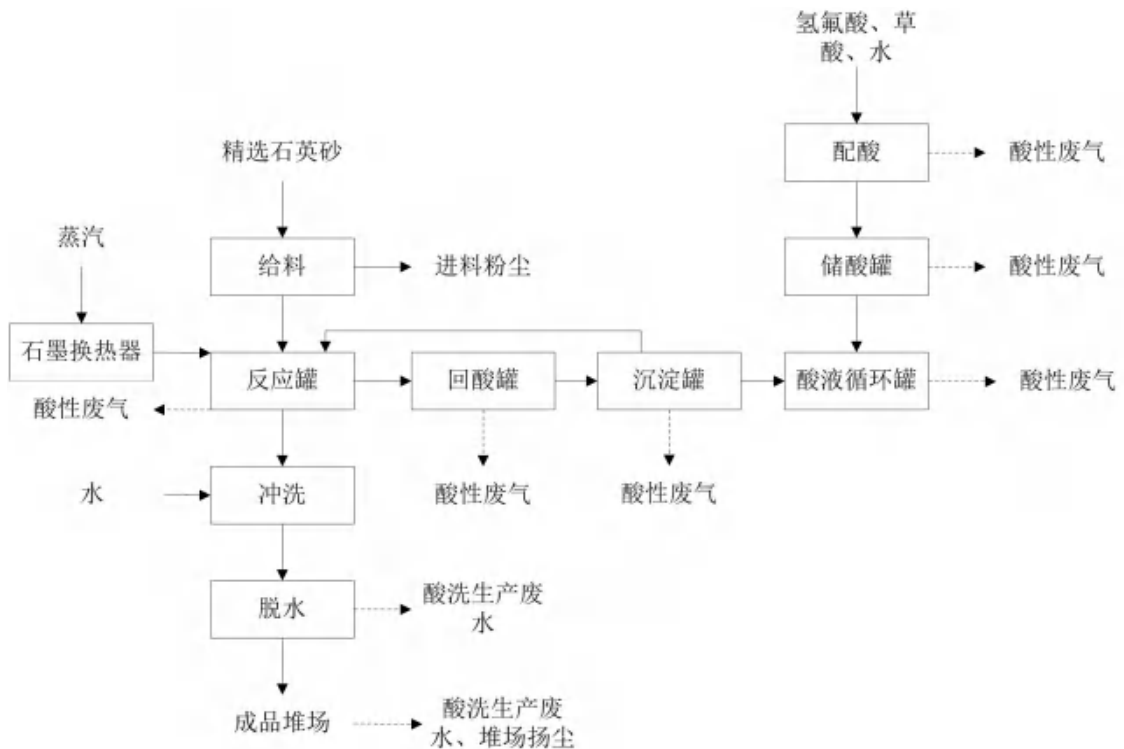 氢氟酸、草
酸、水
精选石英砂
配酸
酸性废气
蒸汽
给料
进料粉尘
储酸罐
酸性废气
石墨换热器
反应罐
回酸罐
沉淀罐
酸液循环罐
酸性废气
酸性废气
水
冲洗
酸性废气
酸性废气
脱水
酸洗生产废
水
成品堆场
酸洗生产废
水、堆场扬尘